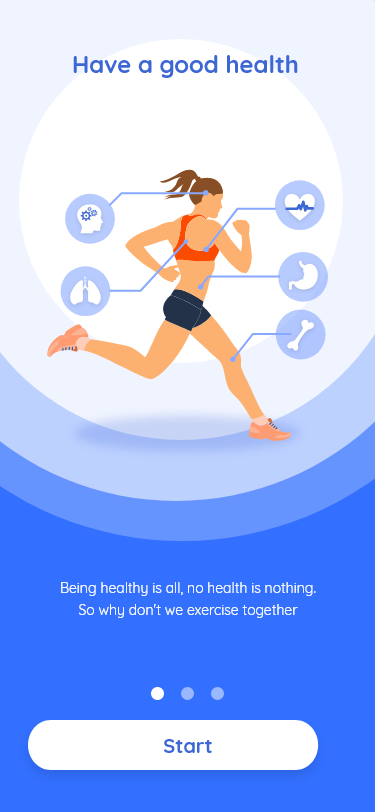 Have a good health
Being healthy is all, no health is nothing.
So why don't we exercise together
Start